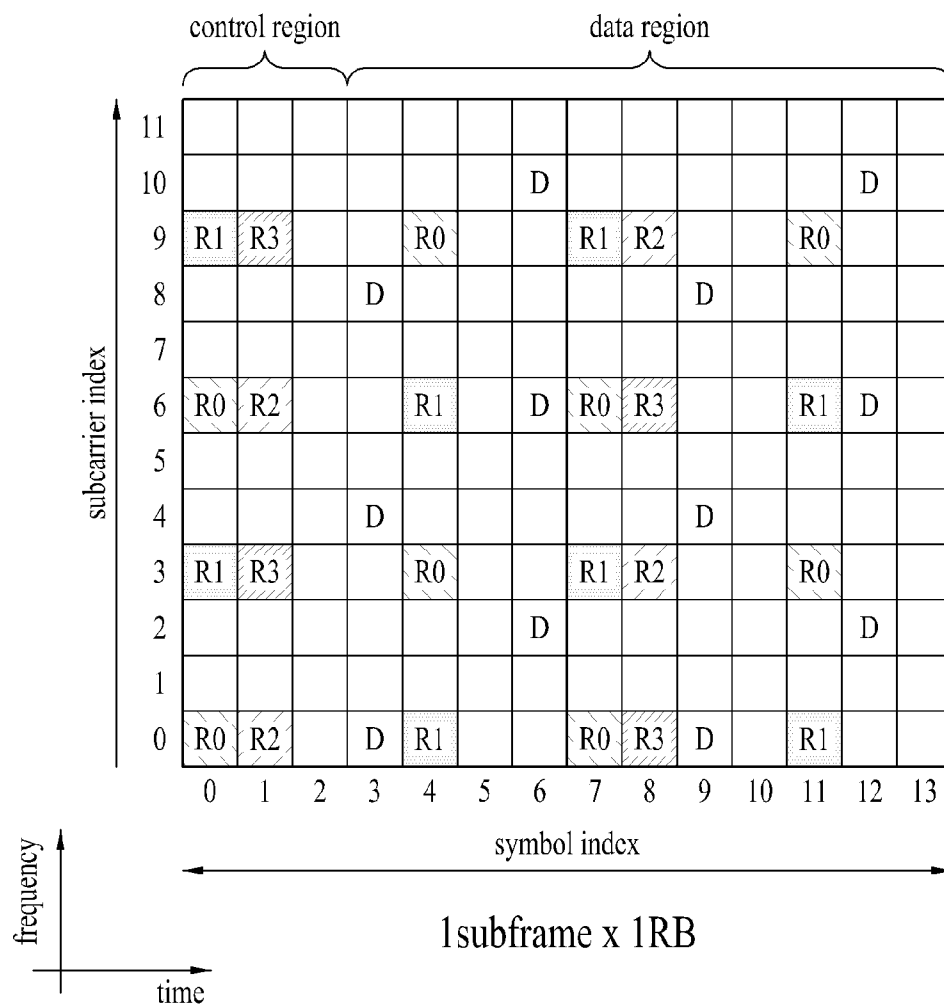 control region data region
11
10 D D
9 R1 R3 R0 R1 R2 R0
8 D D
7
6 R0 R2 R1 D R0 R3 R1 D
5
4 D D
3 R1 R3 R0 R1 R2 R0
2 D D
1
0 R0 R2 D R1 R0 R3 D R1
0 1 2 3 4 5 6 7 8 9 10 11 12 13
subcarrier index
symbol index
frequency
time
1subframe x 1RB